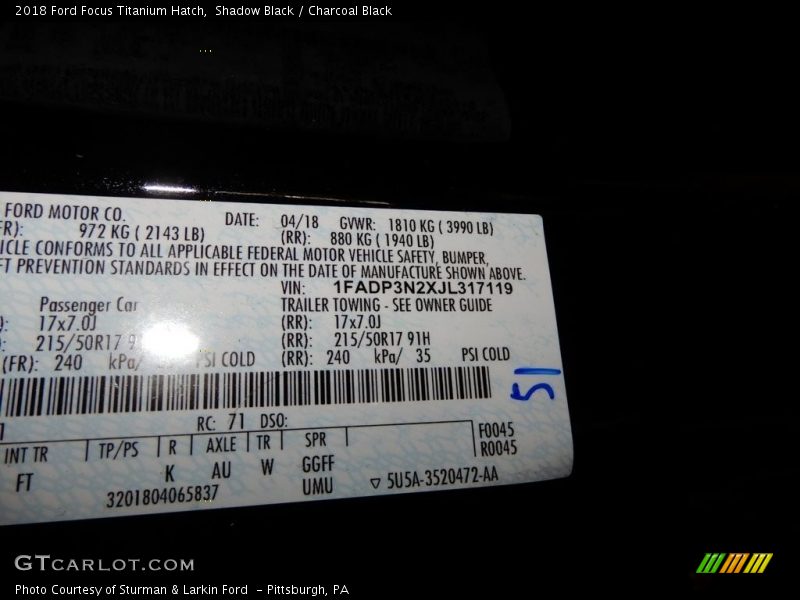 2018 Ford Focus Titanium Hatch, Shadow Black / Charcoal Black
FORD MOTOR CO. DATE: 04/18 GVWR: 1810 KG ( 3990 LB)
FR): 972 KG ( 2143 LB) (RR): 880 KG ( 1940 LB)
ICLE CONFORMS TO ALL APPLICABLE FEDERAL MOTOR VEHICLE SAFETY, BUMPER,
FT PREVENTION STANDARDS IN EFFECT ON THE DATE OF MANUFACTURE SHOWN ABOVE.
VIN: 1FADP3N2XJL317119
Passenger Car TRAILER TOWING - SEE OWNER GUIDE
): 17x7.0J (RR): 17x7.0J
: 215/50R17 9 (RR): 215/50R17 91H
(FR): 240 kPa/ PSI COLD (RR): 240 kPa/ 35 PSI COLD
51
RC: 71 DSO:
INT TR TP/PS R AXLE TR SPR F0045
R0045
FT K AU W GGFF
UMU
3201804065837 5U5A-3520472-AA
GTCARLOT.COM
Photo Courtesy of Sturman & Larkin Ford - Pittsburgh, PA